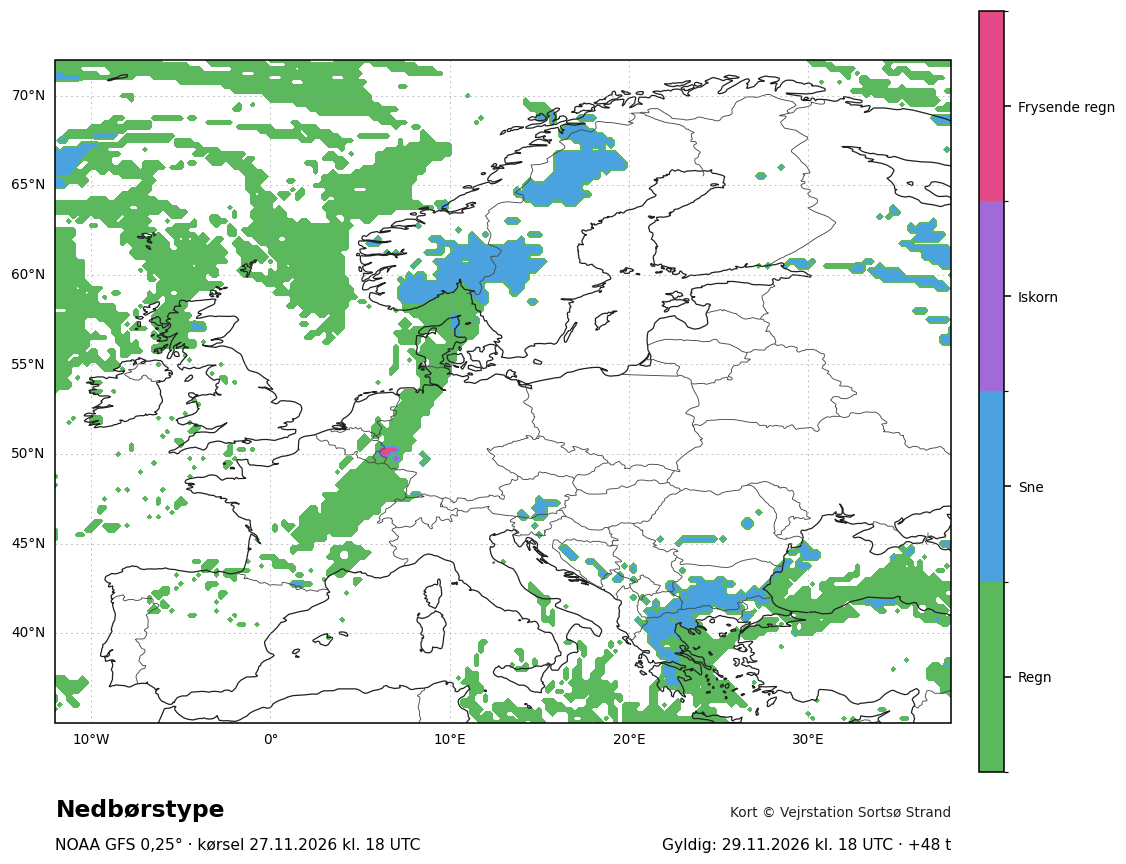 70°N
65°N
60°N
55°N
50°N
45°N
40°N
10°W
0°
10°E
20°E
30°E
Frysende regn
Iskorn
Sne
Regn
Nedbørstype
Kort © Vejrstation Sortsø Strand
NOAA GFS 0,25° · kørsel 27.11.2026 kl. 18 UTC
Gyldig: 29.11.2026 kl. 18 UTC · +48 t